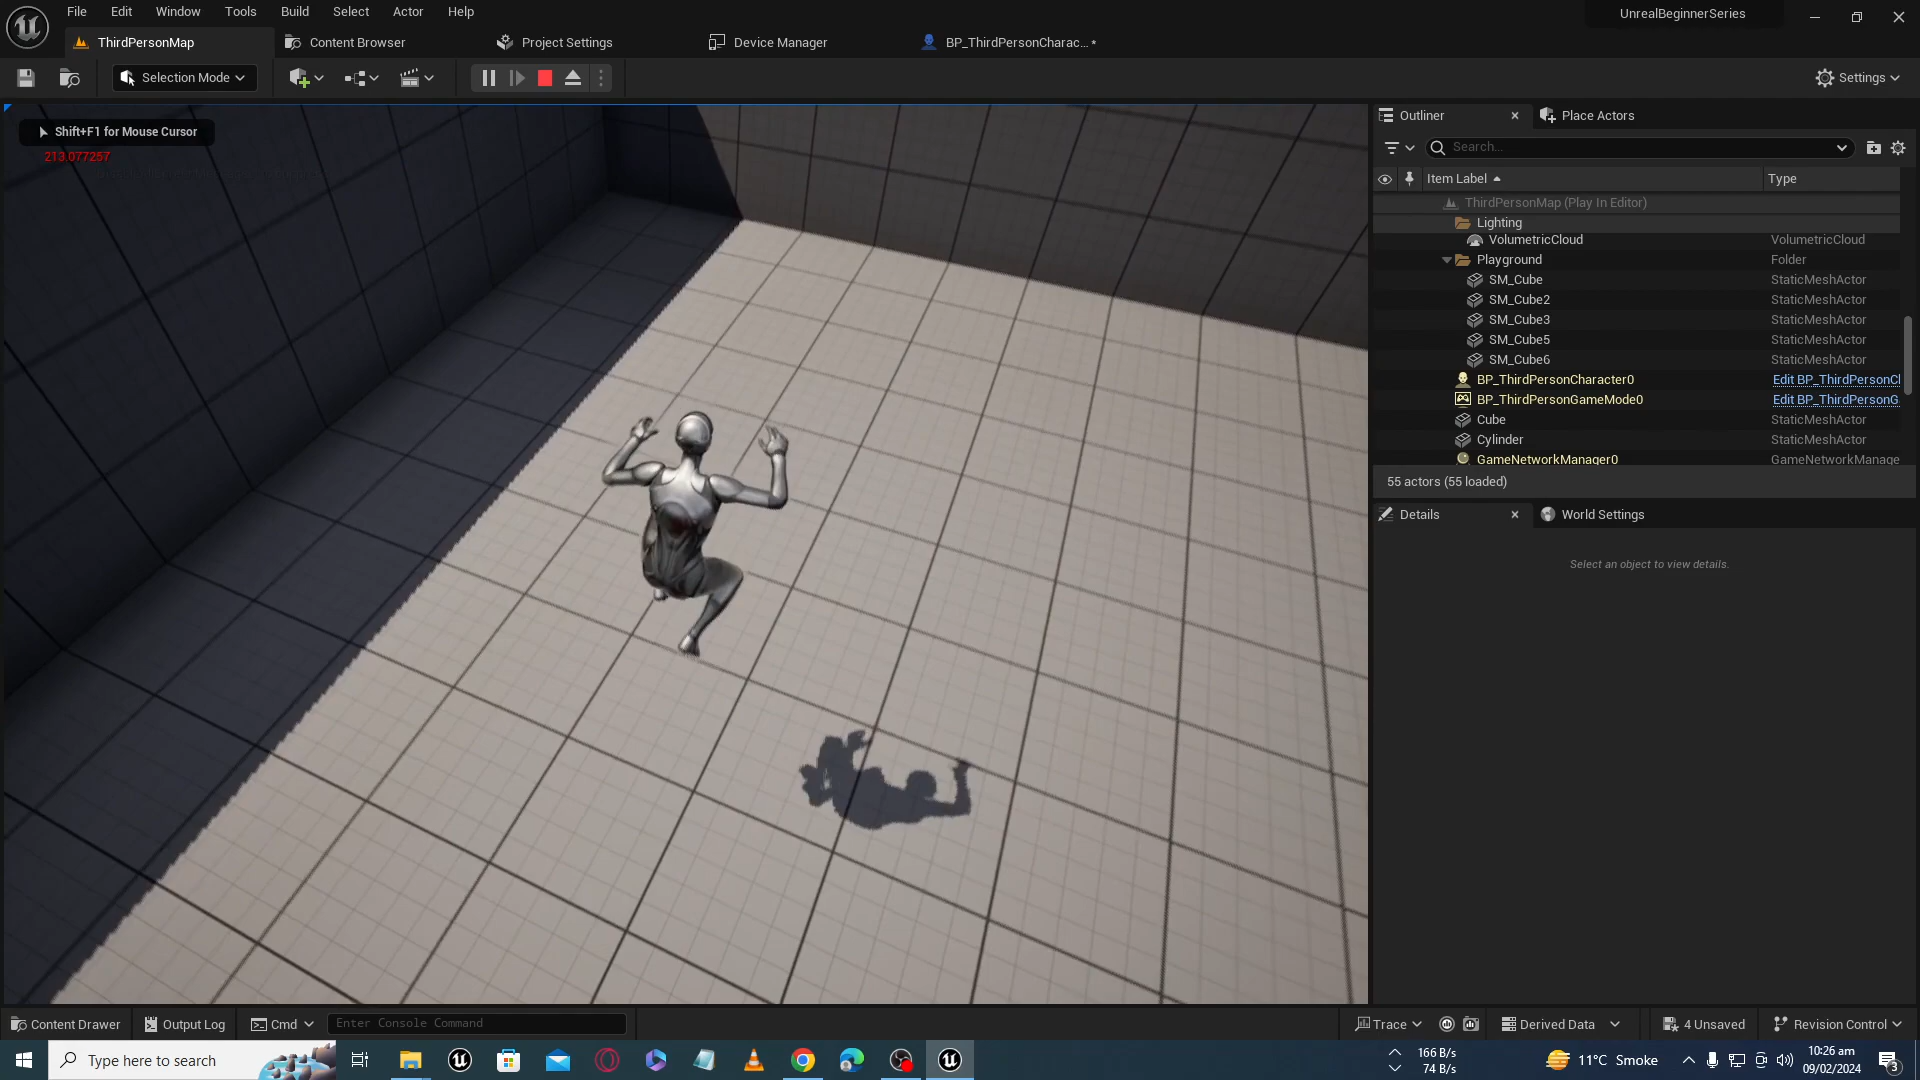 File Edit Window Tools Build Select Actor Help
UnrealBeginnerSeries
ThirdPersonMap
Content Browser
Project Settings
Device Manager
BP_ThirdPersonCharac... •
Selection Mode
Settings
Shift+F1 for Mouse Cursor
213.077257
Outliner
Place Actors
Search...
Item Label
Type
ThirdPersonMap (Play In Editor)
Lighting
VolumetricCloud VolumetricCloud
Playground Folder
SM_Cube StaticMeshActor
SM_Cube2 StaticMeshActor
SM_Cube3 StaticMeshActor
SM_Cube5 StaticMeshActor
SM_Cube6 StaticMeshActor
BP_ThirdPersonCharacter0 Edit BP_ThirdPersonCl
BP_ThirdPersonGameMode0 Edit BP_ThirdPersonG
Cube StaticMeshActor
Cylinder StaticMeshActor
GameNetworkManager0 GameNetworkManage
55 actors (55 loaded)
Details
World Settings
Select an object to view details.
Content Drawer
Output Log
Cmd
Enter Console Command
Trace
Derived Data
4 Unsaved
Revision Control
Type here to search
166 B/s
74 B/s
11°C Smoke
10:26 am
09/02/2024
3